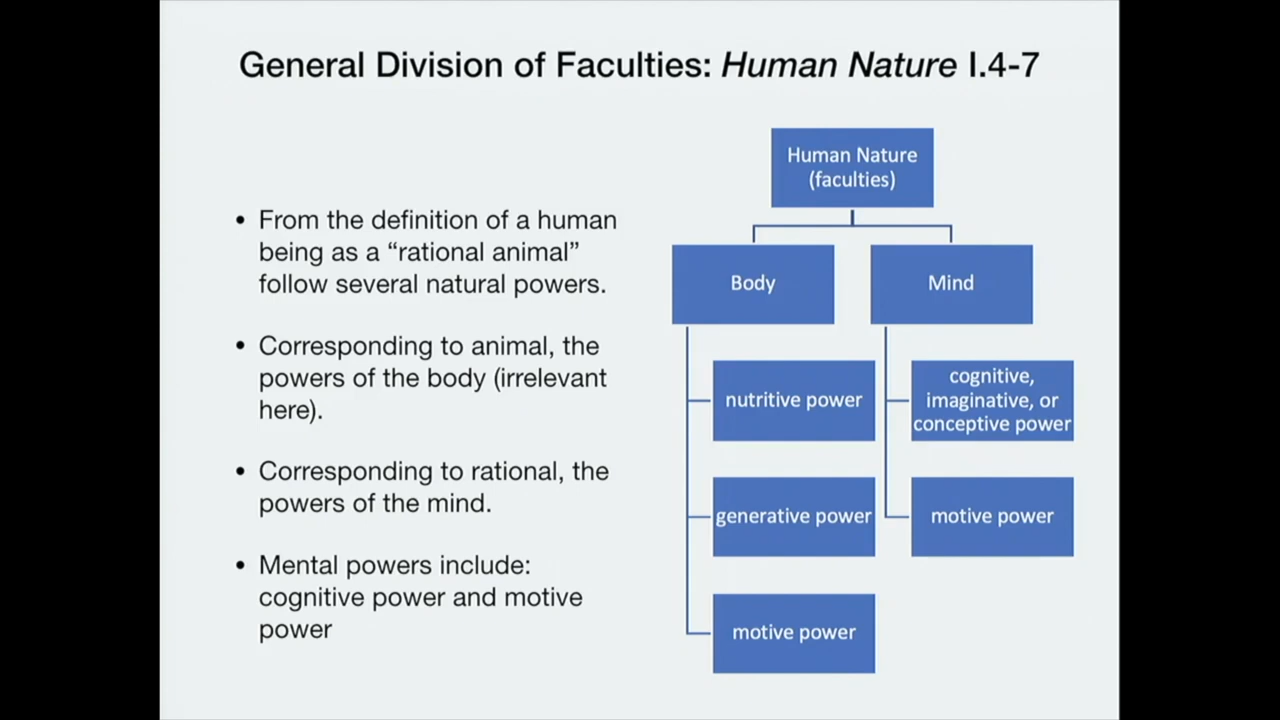 General Division of Faculties: Human Nature I.4-7
• From the definition of a human
being as a “rational animal”
follow several natural powers.
• Corresponding to animal, the
powers of the body (irrelevant
here).
• Corresponding to rational, the
powers of the mind.
• Mental powers include:
cognitive power and motive
power
Human Nature
(faculties)
Body
Mind
nutritive power
cognitive,
imaginative, or
conceptive power
generative power
motive power
motive power